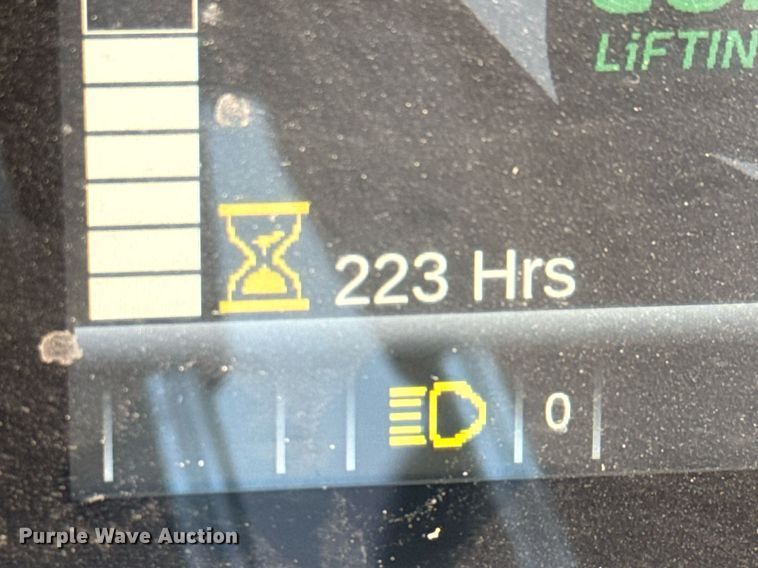 LiFTIN
223 Hrs
0
Purple Wave Auction